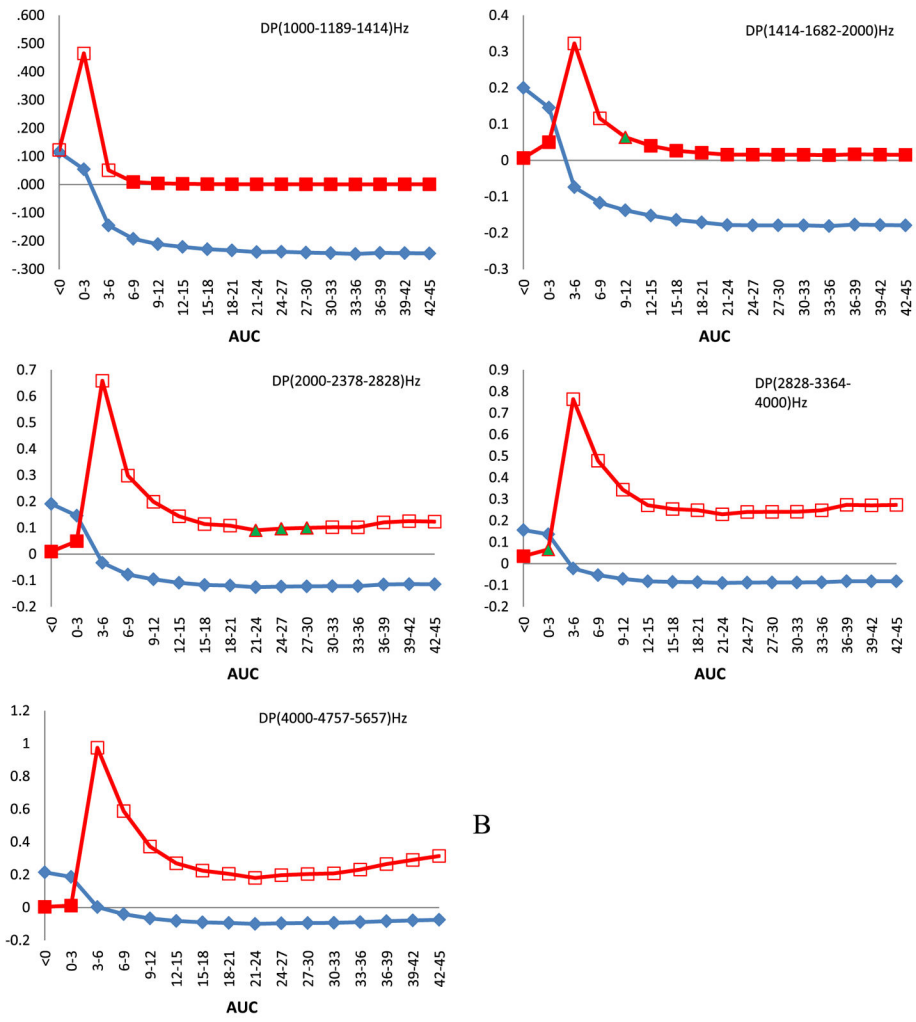 DP(1000-1189-1414)Hz
.600
.500
.400
.300
.200
.100
.000
-.100
-.200
-.300
<0 0-3 3-6 6-9 9-12 12-15 15-18 18-21 21-24 24-27 27-30 30-33 33-36 36-39 39-42 42-45
AUC
DP(1414-1682-2000)Hz
0.4
0.3
0.2
0.1
0
-0.1
-0.2
-0.3
<0 0-3 3-6 6-9 9-12 12-15 15-18 18-21 21-24 24-27 27-30 30-33 33-36 36-39 39-42 42-45
AUC
DP(2000-2378-2828)Hz
0.7
0.6
0.5
0.4
0.3
0.2
0.1
0
-0.1
-0.2
<0 0-3 3-6 6-9 9-12 12-15 15-18 18-21 21-24 24-27 27-30 30-33 33-36 36-39 39-42 42-45
AUC
DP(2828-3364-
4000)Hz
0.9
0.8
0.7
0.6
0.5
0.4
0.3
0.2
0.1
0
-0.1
-0.2
<0 0-3 3-6 6-9 9-12 12-15 15-18 18-21 21-24 24-27 27-30 30-33 33-36 36-39 39-42 42-45
AUC
DP(4000-4757-5657)Hz
1.2
1
0.8
0.6
0.4
0.2
0
-0.2
<0 0-3 3-6 6-9 9-12 12-15 15-18 18-21 21-24 24-27 27-30 30-33 33-36 36-39 39-42 42-45
AUC
B